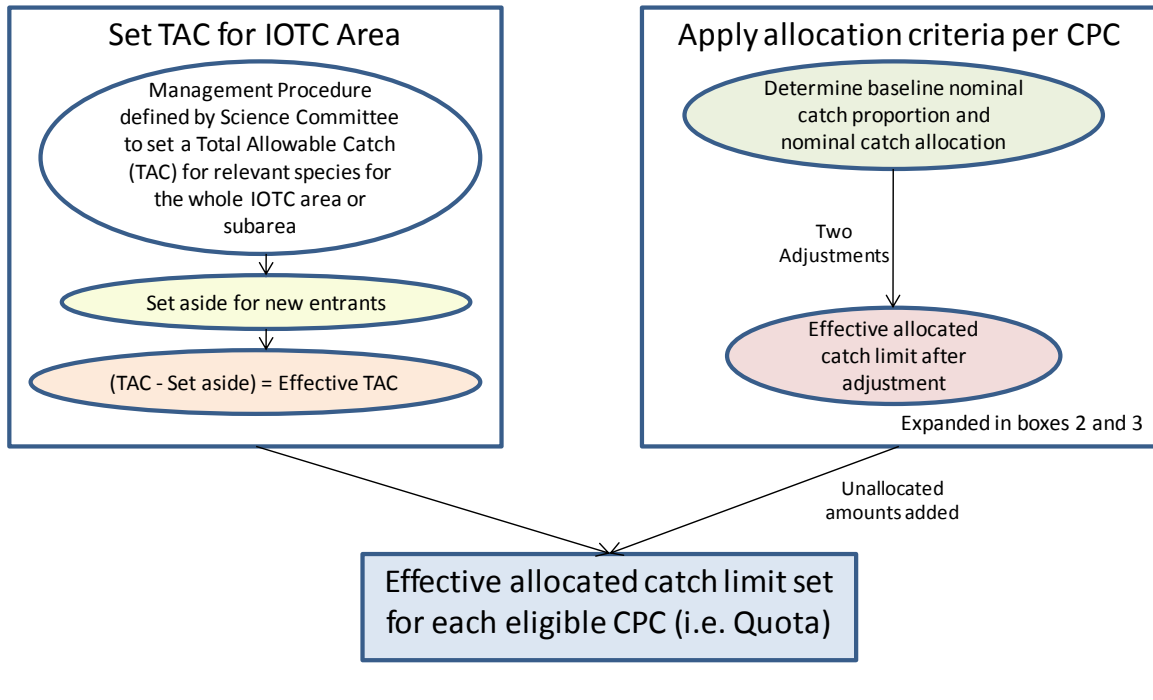 Set TAC for IOTC Area
Management Procedure
defined by Science Committee
to set a Total Allowable Catch
(TAC) for relevant species for
the whole IOTC area or
subarea
Set aside for new entrants
(TAC - Set aside) = Effective TAC
Apply allocation criteria per CPC
Determine baseline nominal
catch proportion and
nominal catch allocation
Two
Adjustments
Effective allocated
catch limit after
adjustment
Expanded in boxes 2 and 3
Unallocated
amounts added
Effective allocated catch limit set
for each eligible CPC (i.e. Quota)